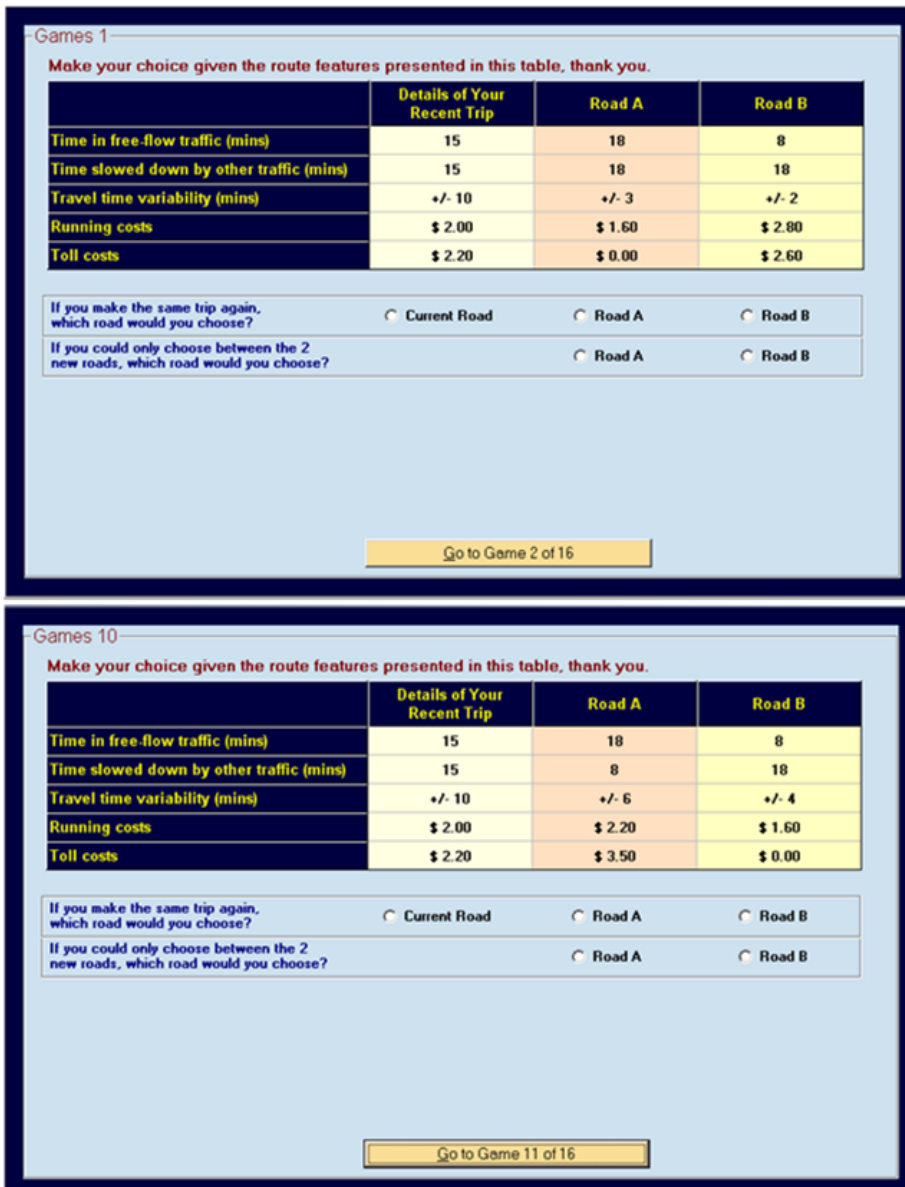 Games 1
Make your choice given the route features presented in this table, thank you.
Details of Your
Recent Trip
Road A
Road B
Time in free-flow traffic (mins) 15 18 8
Time slowed down by other traffic (mins) 15 18 18
Travel time variability (mins) +/- 10 +/- 3 +/- 2
Running costs $ 2.00 $ 1.60 $ 2.80
Toll costs $ 2.20 $ 0.00 $ 2.60
If you make the same trip again,
which road would you choose?
Current Road Road A Road B
If you could only choose between the 2
new roads, which road would you choose?
Road A Road B
Go to Game 2 of 16
Games 10
Make your choice given the route features presented in this table, thank you.
Details of Your
Recent Trip
Road A
Road B
Time in free-flow traffic (mins) 15 18 8
Time slowed down by other traffic (mins) 15 8 18
Travel time variability (mins) +/- 10 +/- 6 +/- 4
Running costs $ 2.00 $ 2.20 $ 1.60
Toll costs $ 2.20 $ 3.50 $ 0.00
If you make the same trip again,
which road would you choose?
Current Road Road A Road B
If you could only choose between the 2
new roads, which road would you choose?
Road A Road B
Go to Game 11 of 16